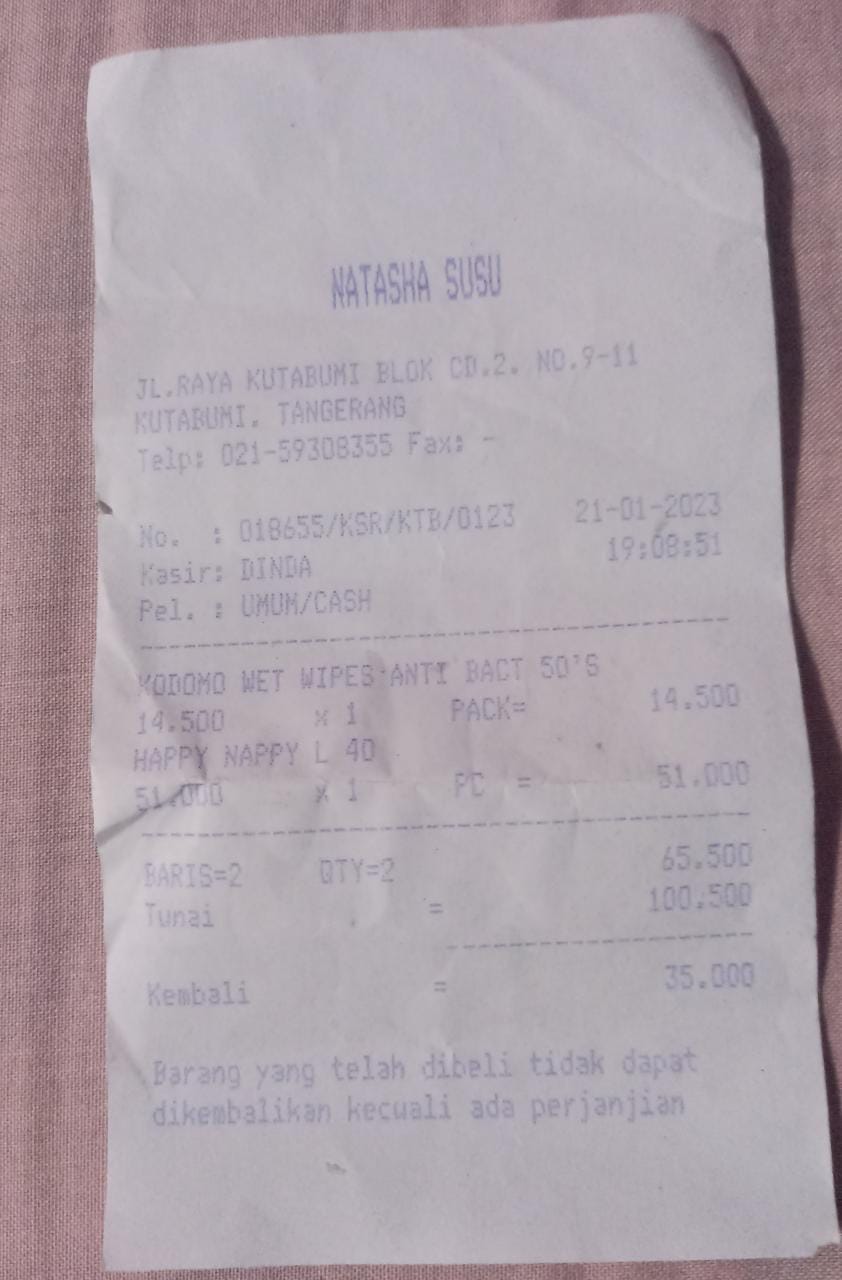 NATASHA SUSU
JL.RAYA KUTABUMI BLOK CD.2. NO.9-11
KUTABUMI. TANGERANG
Telp: 021-59308355 Fax: -
No. : 018655/KSR/KTB/0123 21-01-2023
Kasir: DINDA 19:08:51
Pel. : UMUM/CASH
KODOMO WET WIPES ANTI BACT 50'S
14.500 x 1 PACK= 14.500
HAPPY NAPPY L 40
51.000 x 1 PC = 51.000
BARIS=2 QTY=2 65.500
Tunai = 100.500
Kembali = 35.000
Barang yang telah dibeli tidak dapat
dikembalikan kecuali ada perjanjian